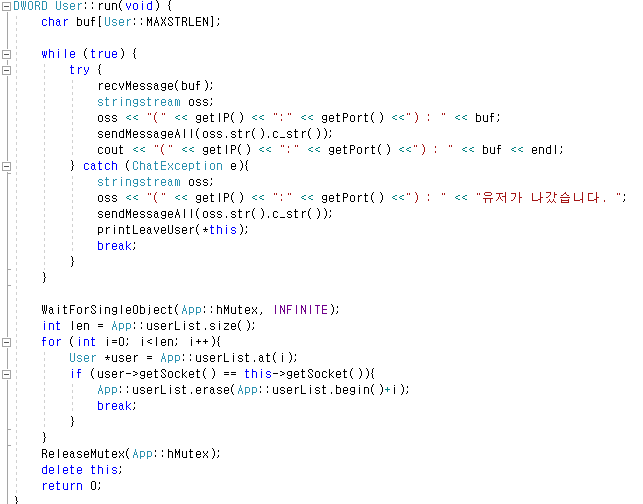 DWORD User::run(void) {
    char buf[User::MAXSTRLEN];

    while (true) {
        try {
            recvMessage(buf);
            stringstream oss;
            oss << "(" << getIP() << ":" << getPort() <<") : " << buf;
            sendMessageAll(oss.str().c_str());
            cout << "(" << getIP() << ":" << getPort() <<") : " << buf << endl;
        } catch (ChatException e){
            stringstream oss;
            oss << "(" << getIP() << ":" << getPort() <<") : " << "유저가 나갔습니다. ";
            sendMessageAll(oss.str().c_str());
            printLeaveUser(*this);
            break;
        }
    }

    WaitForSingleObject(App::hMutex, INFINITE);
    int len = App::userList.size();
    for (int i=0; i<len; i++){
        User *user = App::userList.at(i);
        if (user->getSocket() == this->getSocket()){
            App::userList.erase(App::userList.begin()+i);
            break;
        }
    }
    ReleaseMutex(App::hMutex);
    delete this;
    return 0;
}